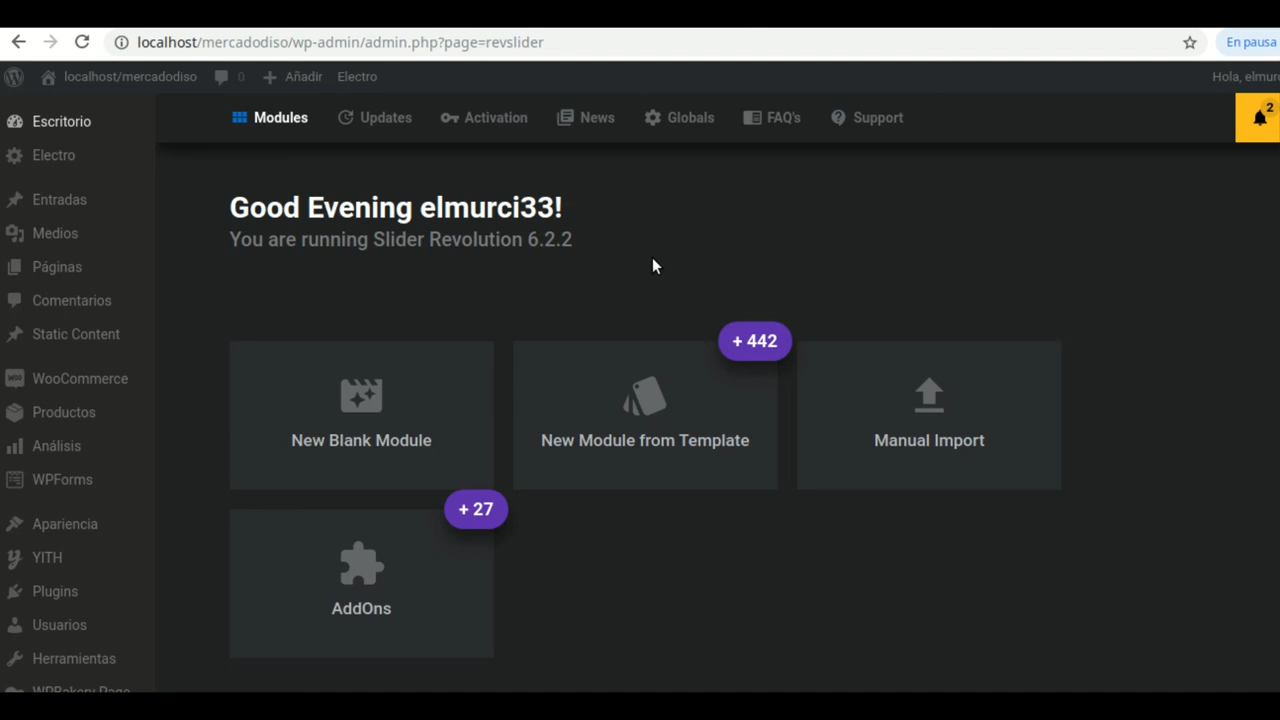 localhost/mercadodiso/wp-admin/admin.php?page=revslider
En pausa
localhost/mercadodiso
0
Añadir
Electro
Hola, elmur
Escritorio
Electro
Entradas
Medios
Páginas
Comentarios
Static Content
WooCommerce
Productos
Análisis
WPForms
Apariencia
YITH
Plugins
Usuarios
Herramientas
WPBakery Page
Modules
Updates
Activation
News
Globals
FAQ's
Support
2
Good Evening elmurci33!
You are running Slider Revolution 6.2.2
New Blank Module
+ 442
New Module from Template
Manual Import
+ 27
AddOns